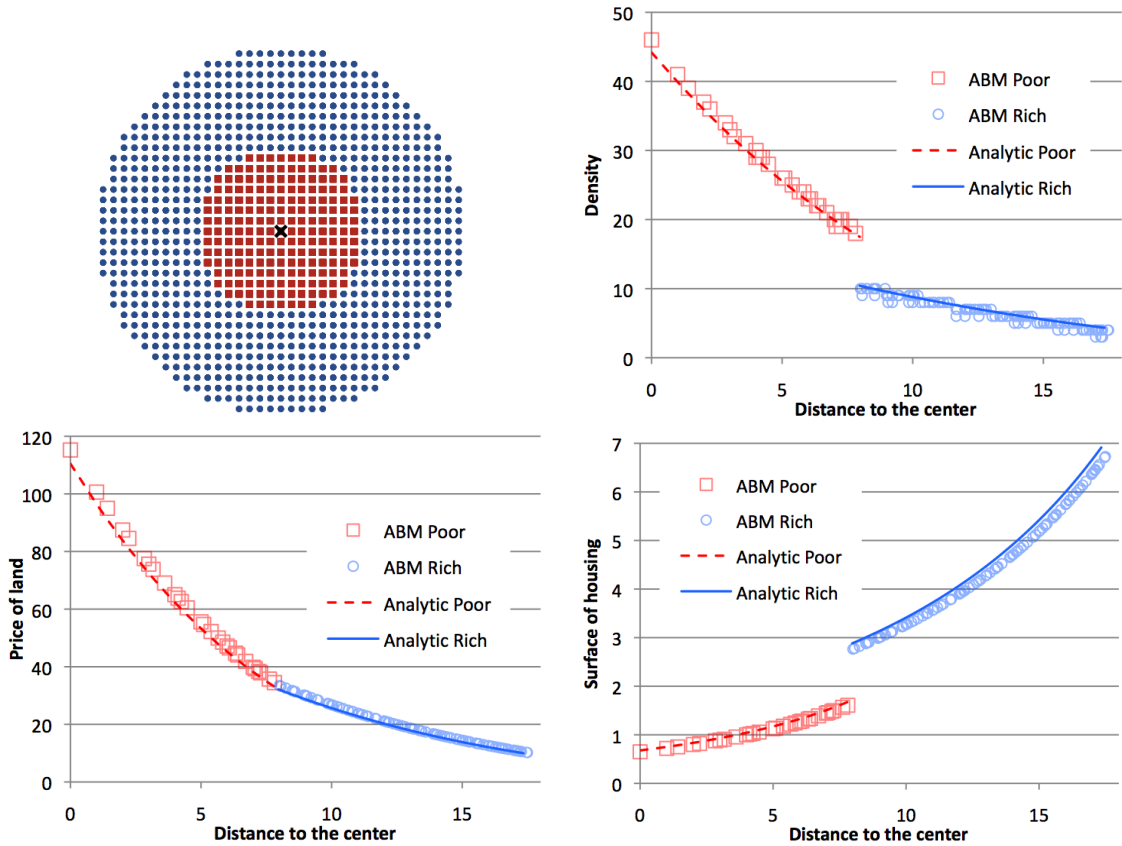 Density
50
40
30
20
10
0
0
5
10
15
Distance to the center
ABM Poor
ABM Rich
Analytic Poor
Analytic Rich
Price of land
120
100
80
60
40
20
0
0
5
10
15
Distance to the center
ABM Poor
ABM Rich
Analytic Poor
Analytic Rich
Surface of housing
7
6
5
4
3
2
1
0
0
5
10
15
Distance to the center
ABM Poor
ABM Rich
Analytic Poor
Analytic Rich